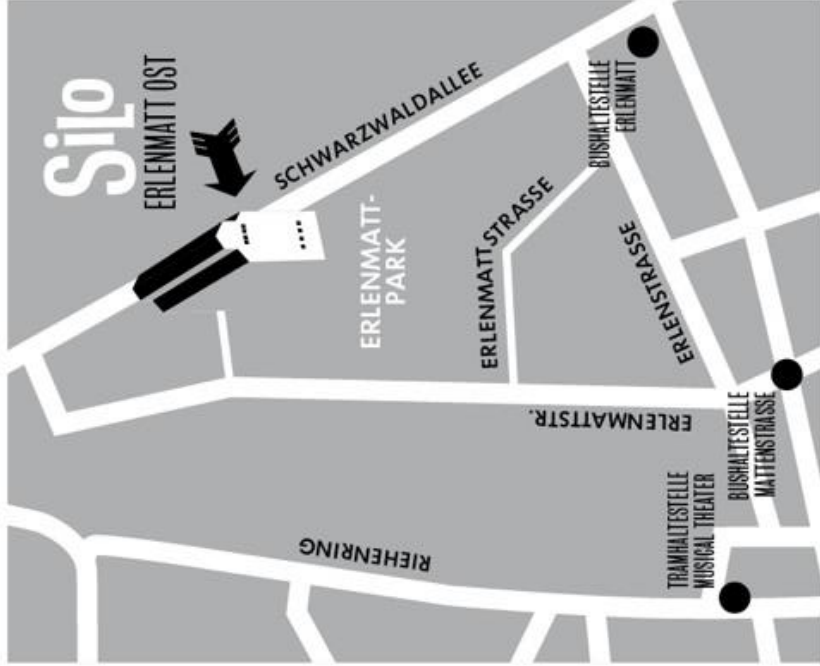 SiLo
ERLENMATT OST
SCHWARZWALDALLEE
BUSHALTESTELLE
ERLENMATT
ERLENMATT-
PARK
ERLENMATTSTRASSE
ERLENSTRASSE
ERLENMATTSTR.
BUSHALTESTELLE
MATTENSTRASSE
TRAMHALTESTELLE
MUSICAL THEATER
RIEHENRING